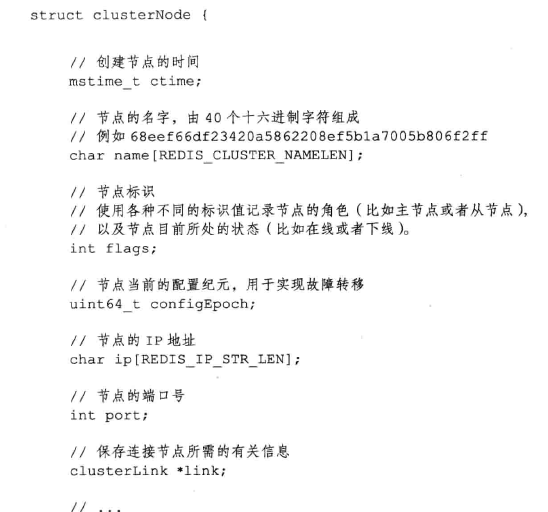 struct clusterNode {
// 创建节点的时间
mstime_t ctime;
// 节点的名字，由 40 个十六进制字符组成
// 例如 68eef66df23420a5862208ef5b1a7005b806f2ff
char name[REDIS_CLUSTER_NAMELEN];
// 节点标识
// 使用各种不同的标识值记录节点的角色（比如主节点或者从节点），
// 以及节点目前所处的状态（比如在线或者下线）。
int flags;
// 节点当前的配置纪元，用于实现故障转移
uint64_t configEpoch;
// 节点的 IP 地址
char ip[REDIS_IP_STR_LEN];
// 节点的端口号
int port;
// 保存连接节点所需的有关信息
clusterLink *link;
// ...